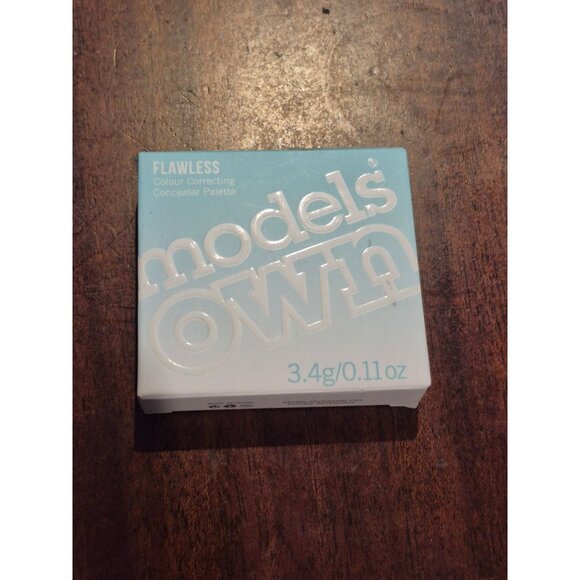 FLAWLESS
Colour Correcting
Concealer Palette
models
OWN
3.4g/0.11oz